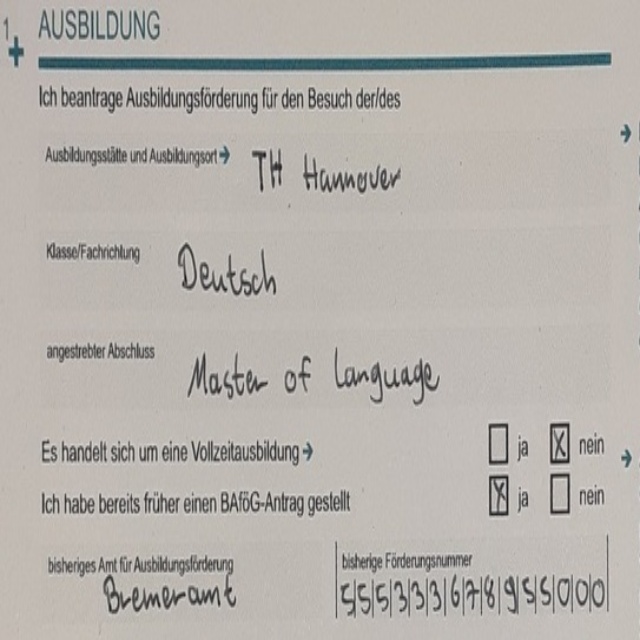 1 AUSBILDUNG
Ich beantrage Ausbildungsförderung für den Besuch der/des
Ausbildungsstätte und Ausbildungsort → TH Hannover
Klasse/Fachrichtung Deutsch
angestrebter Abschluss Master of Language
Es handelt sich um eine Vollzeitausbildung → ja X nein
Ich habe bereits früher einen BAföG-Antrag gestellt X ja nein
bisheriges Amt für Ausbildungsförderung bisherige Förderungsnummer
Bremeramt 555333678955000